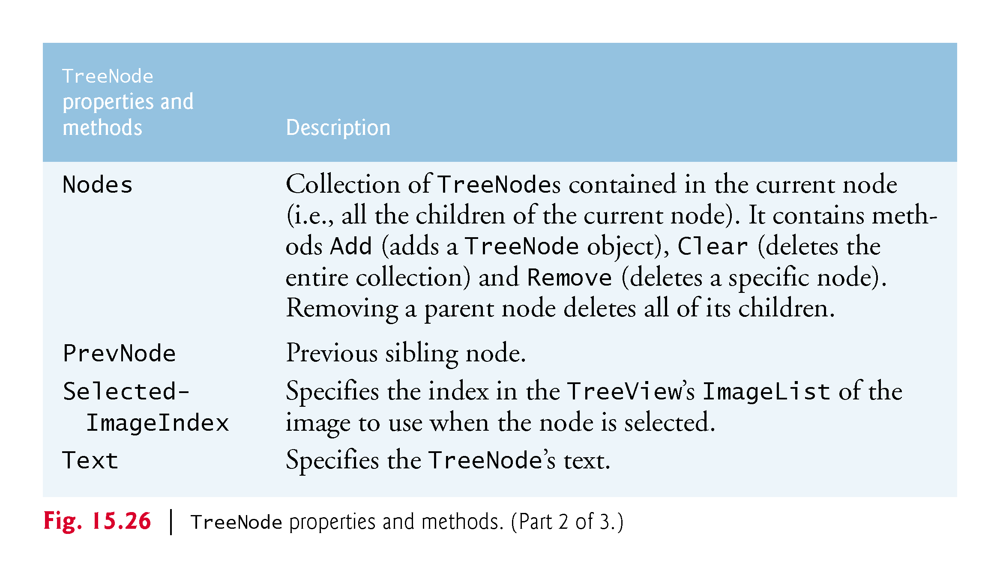 TreeNode
properties and
methods
Description
Nodes
Collection of TreeNodes contained in the current node
(i.e., all the children of the current node). It contains meth-
ods Add (adds a TreeNode object), Clear (deletes the
entire collection) and Remove (deletes a specific node).
Removing a parent node deletes all of its children.
PrevNode
Previous sibling node.
Selected-
ImageIndex
Specifies the index in the TreeView’s ImageList of the
image to use when the node is selected.
Text
Specifies the TreeNode’s text.
Fig. 15.26 | TreeNode properties and methods. (Part 2 of 3.)